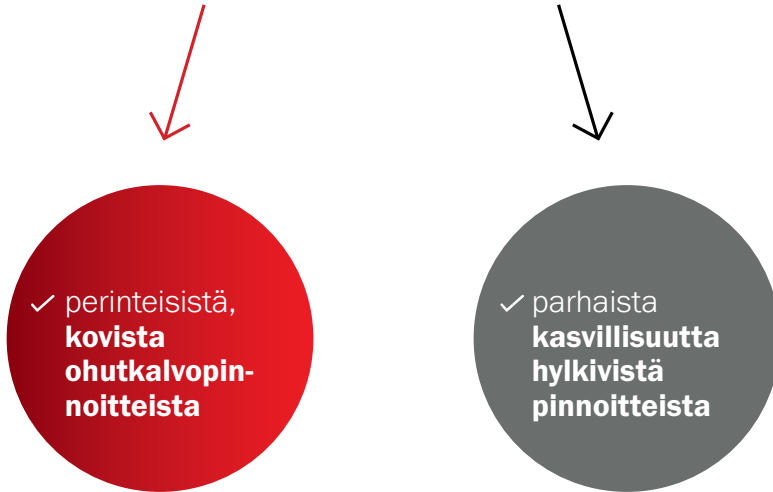 perinteisistä,
kovista
ohutkalvopin-
noitteista
parhaista
kasvillisuutta
hylkivistä
pinnoitteista